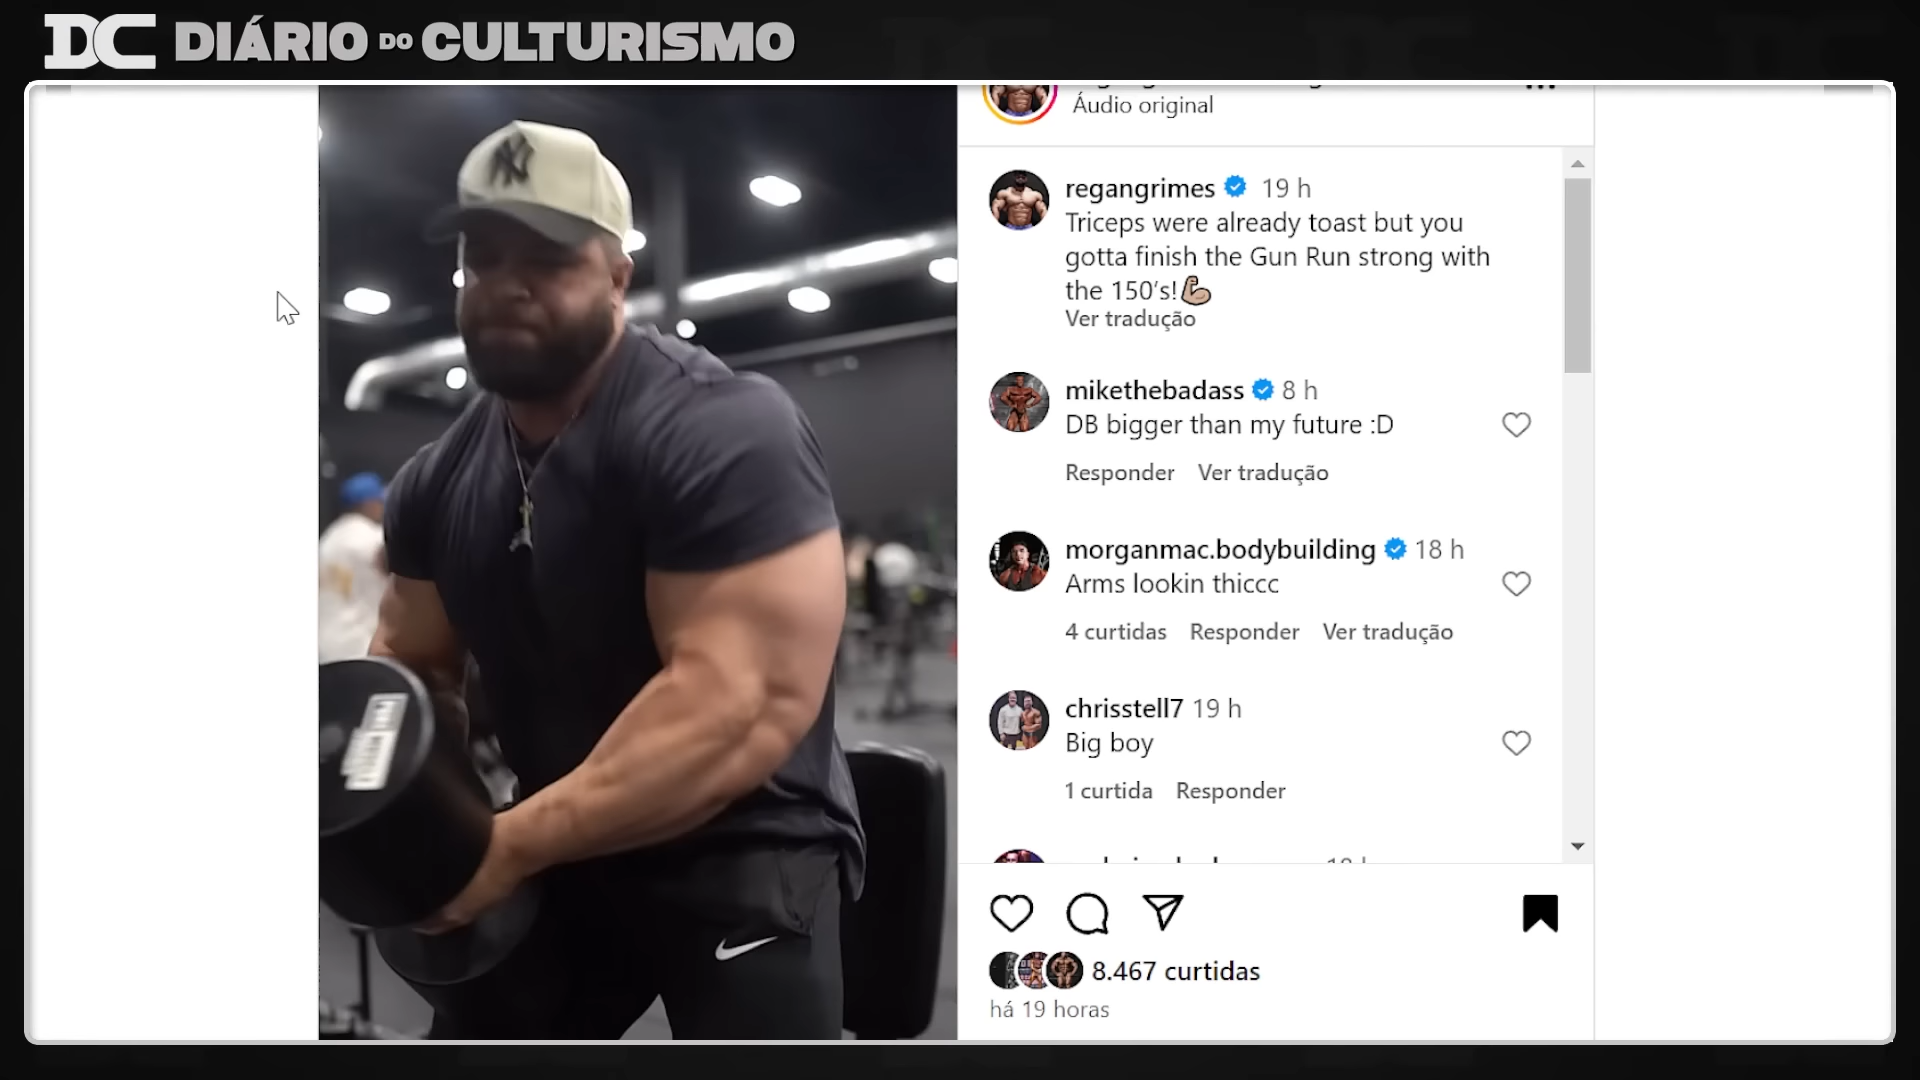 DC DIÁRIO DO CULTURISMO
Áudio original
NY
regangrimes 19 h
Triceps were already toast but you
gotta finish the Gun Run strong with
the 150's!💪🏼
Ver tradução
mikethebadass 8 h
DB bigger than my future :D
Responder Ver tradução
morganmac.bodybuilding 18 h
Arms lookin thiccc
4 curtidas Responder Ver tradução
chrisstell7 19 h
Big boy
1 curtida Responder
8.467 curtidas
há 19 horas